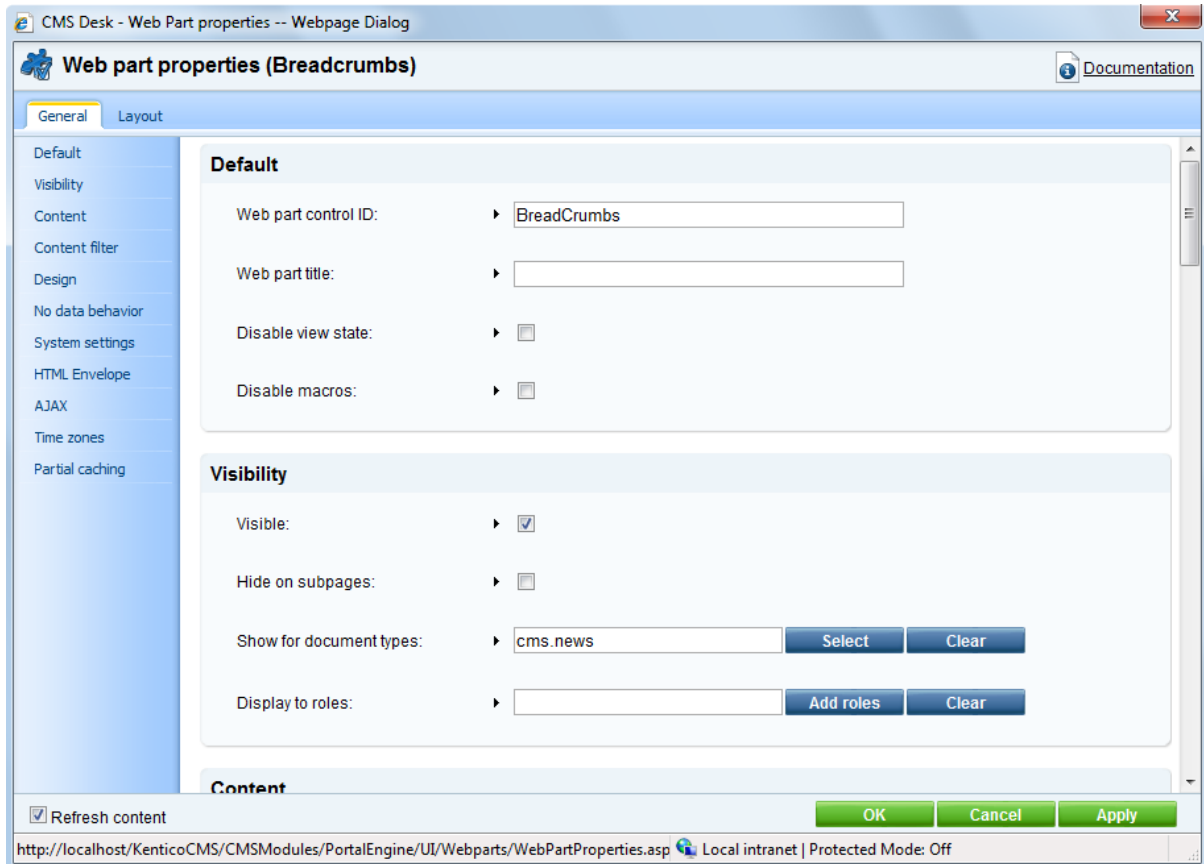 CMS Desk - Web Part properties -- Webpage Dialog
Web part properties (Breadcrumbs)
Documentation
General
Layout
Default
Visibility
Content
Content filter
Design
No data behavior
System settings
HTML Envelope
AJAX
Time zones
Partial caching
Default
Web part control ID:
BreadCrumbs
Web part title:
Disable view state:
Disable macros:
Visibility
Visible:
Hide on subpages:
Show for document types:
cms.news
Select
Clear
Display to roles:
Add roles
Clear
Content
Refresh content
OK
Cancel
Apply
http://localhost/KenticoCMS/CMSModules/PortalEngine/UI/Webparts/WebPartProperties.asp
Local intranet | Protected Mode: Off